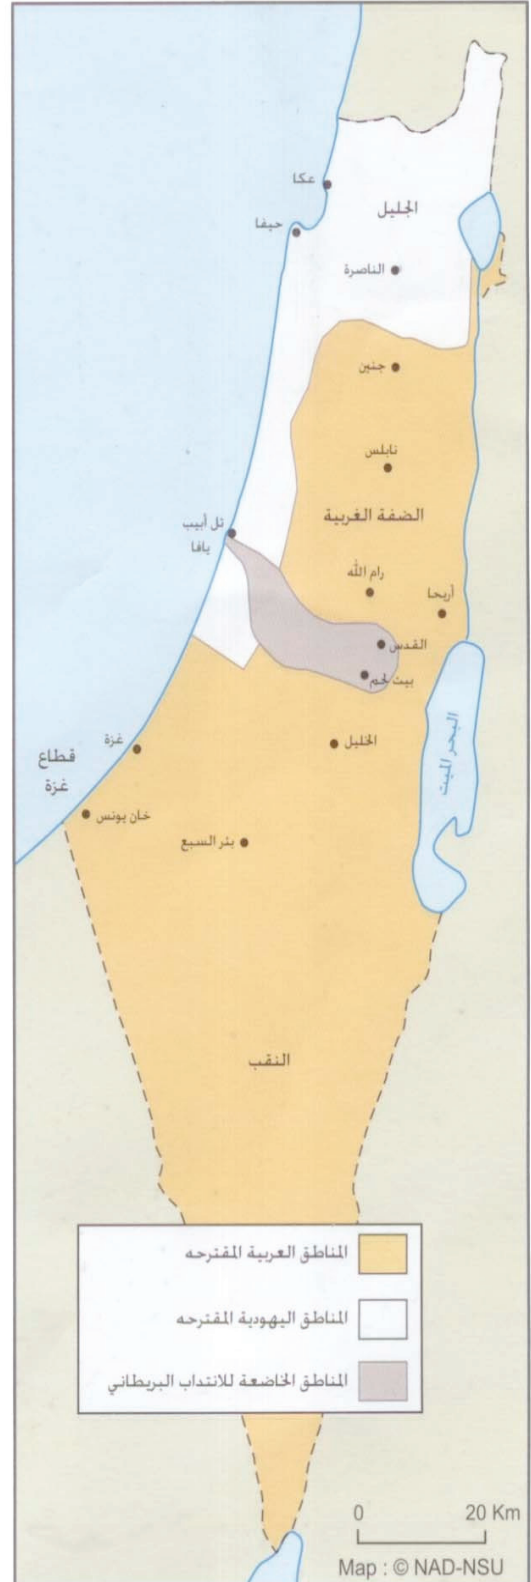 عكا
الجليل
حيفا
الناصرة
جنين
نابلس
الضفة الغربية
تل أبيب
يافا
رام الله
أريحا
القدس
بيت لحم
البحر الميت
الخليل
غزة
قطاع
غزة
خان يونس
بئر السبع
النقب
المناطق العربية المقترحه
المناطق اليهودية المقترحه
المناطق الخاضعة للانتداب البريطاني
0 20 Km
Map : © NAD-NSU